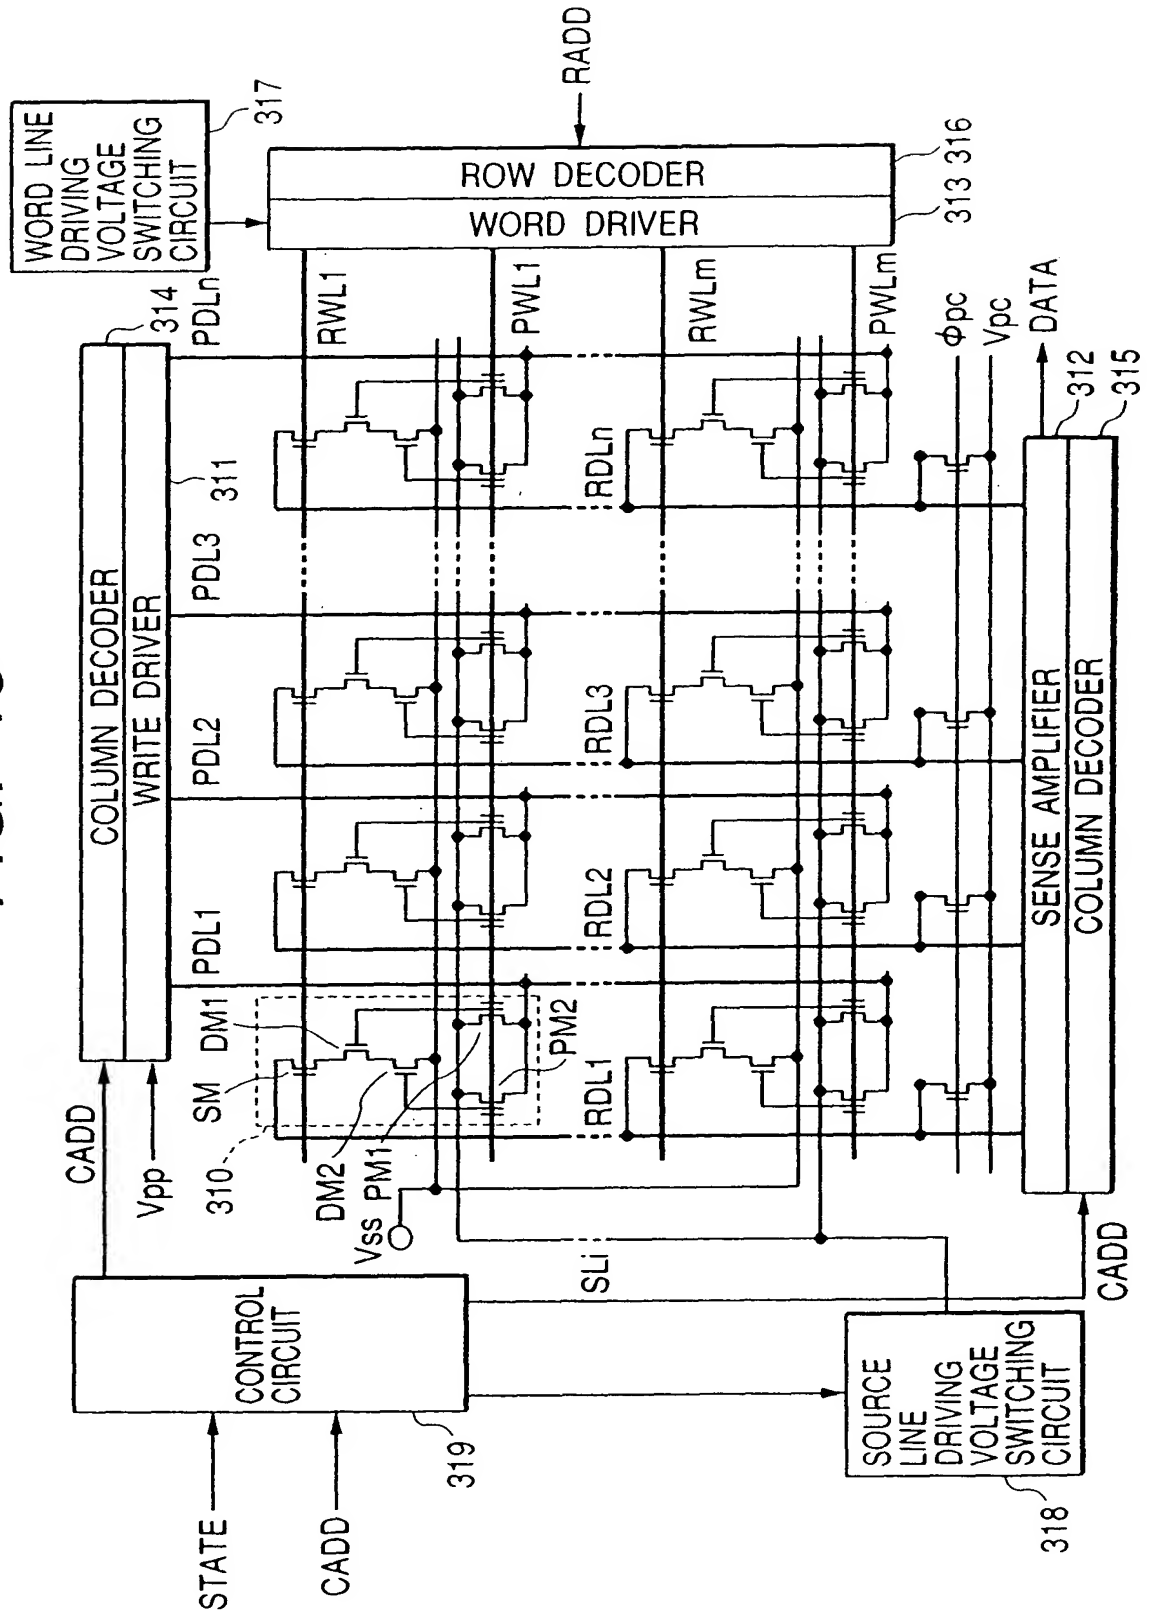 WORD LINE
DRIVING
VOLTAGE
SWITCHING
CIRCUIT
317
COLUMN DECODER
WRITE DRIVER
314
311
PDL1
PDL2
PDL3
PDLn
ROW DECODER
WORD DRIVER
RADD
313
316
RWL1
PWL1
RWLm
PWLm
CADD
Vpp
310
SM
DM1
DM2
PM1
PM2
Vss
SLi
RDL1
RDL2
RDL3
RDLn
Φpc
Vpc
DATA
SENSE AMPLIFIER
COLUMN DECODER
312
315
CADD
STATE
CADD
CONTROL
CIRCUIT
319
SOURCE
LINE
DRIVING
VOLTAGE
SWITCHING
CIRCUIT
318